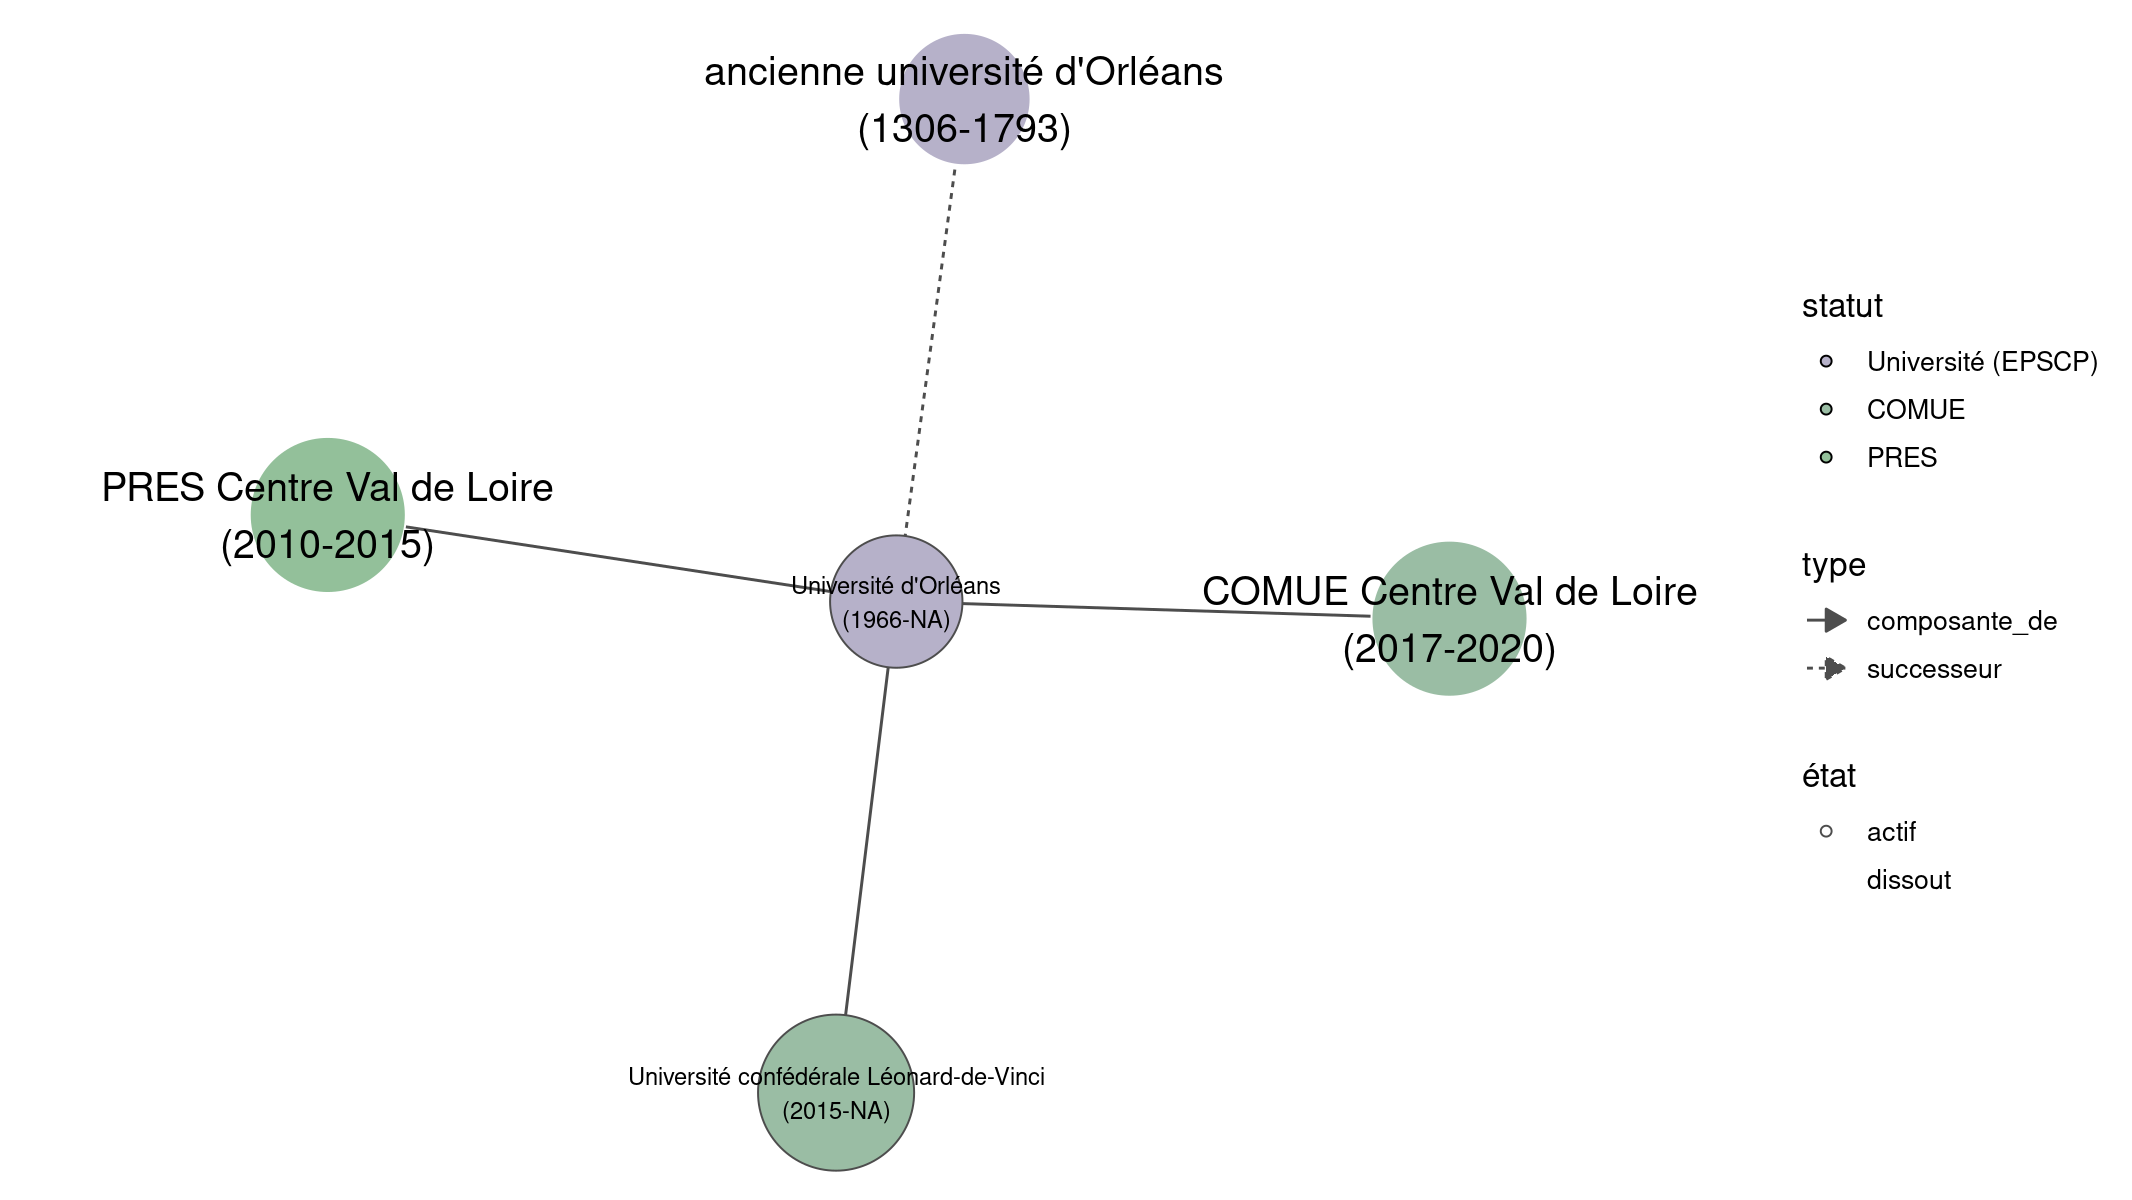 ancienne université d'Orléans
(1306-1793)
PRES Centre Val de Loire
(2010-2015)
Université d'Orléans
(1966-NA)
COMUE Centre Val de Loire
(2017-2020)
Université confédérale Léonard-de-Vinci
(2015-NA)
statut
Université (EPSCP)
COMUE
PRES
type
composante_de
successeur
état
actif
dissout